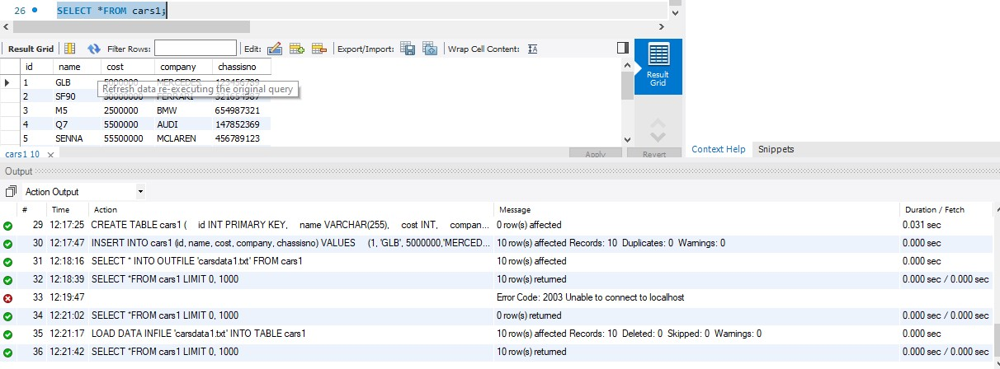 26 SELECT *FROM cars1;
Result Grid Filter Rows: Edit: Export/Import: Wrap Cell Content: IA
id name cost company chassisno
1 GLB 5000000 MERCEDES 123456789
Refresh data re-executing the original query
2 SF90 30000000 FERRARI 321654987
3 M5 2500000 BMW 654987321
4 Q7 5500000 AUDI 147852369
5 SENNA 55500000 MCLAREN 456789123
Result Grid
cars1 10 Apply Revert
Context Help Snippets
Output
Action Output
# Time Action Message Duration / Fetch
29 12:17:25 CREATE TABLE cars1 ( id INT PRIMARY KEY, name VARCHAR(255), cost INT, compan... 0 row(s) affected 0.031 sec
30 12:17:47 INSERT INTO cars1 (id, name, cost, company, chassisno) VALUES (1, 'GLB', 5000000,'MERCED... 10 row(s) affected Records: 10 Duplicates: 0 Warnings: 0 0.000 sec
31 12:18:16 SELECT * INTO OUTFILE 'carsdata1.txt' FROM cars1 10 row(s) affected 0.000 sec
32 12:18:39 SELECT *FROM cars1 LIMIT 0, 1000 10 row(s) returned 0.000 sec / 0.000 sec
33 12:19:47 Error Code: 2003 Unable to connect to localhost
34 12:21:02 SELECT *FROM cars1 LIMIT 0, 1000 0 row(s) returned 0.000 sec / 0.000 sec
35 12:21:17 LOAD DATA INFILE 'carsdata1.txt' INTO TABLE cars1 10 row(s) affected Records: 10 Deleted: 0 Skipped: 0 Warnings: 0 0.000 sec
36 12:21:42 SELECT *FROM cars1 LIMIT 0, 1000 10 row(s) returned 0.000 sec / 0.000 sec